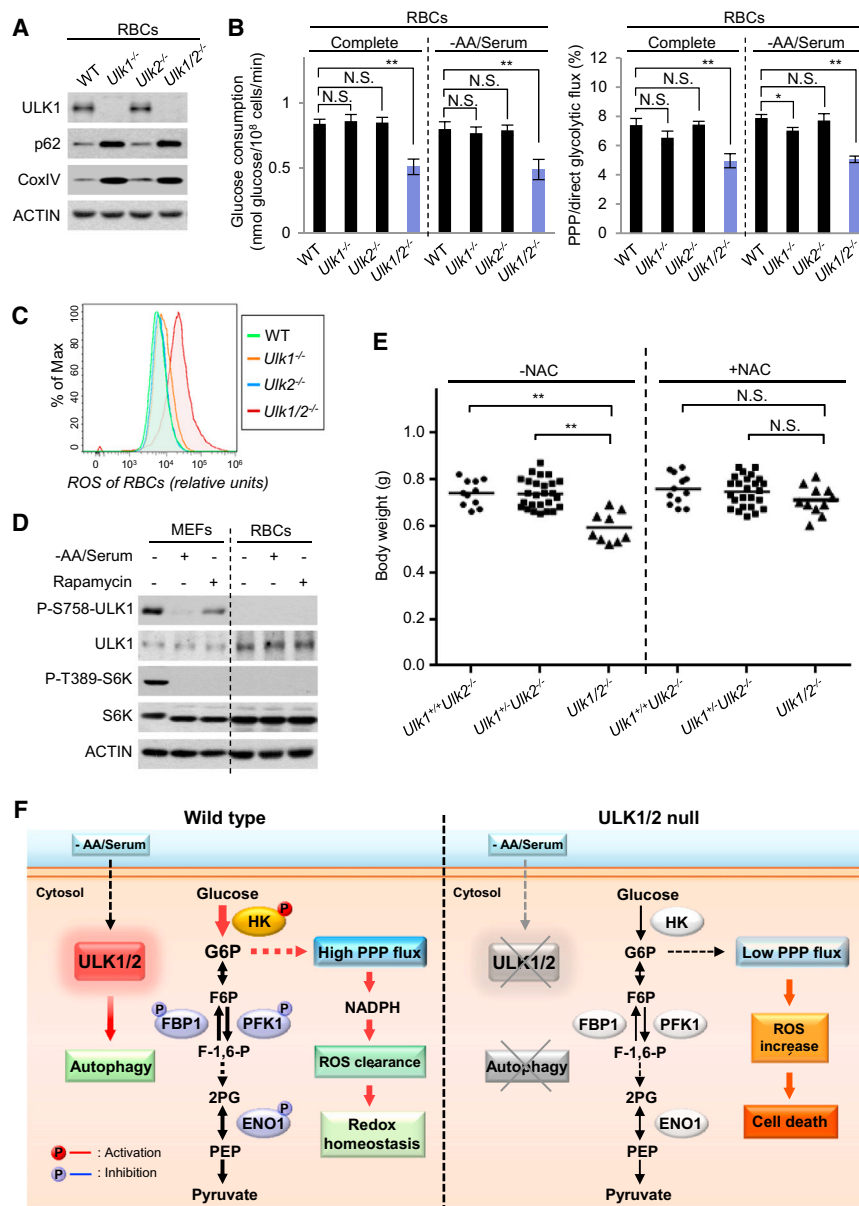 A
RBCs
WT Ulk1-/- Ulk2-/- Ulk1/2-/-
ULK1
p62
CoxIV
ACTIN
B
RBCs
Complete -AA/Serum
** **
N.S. N.S.
N.S. N.S.
Glucose consumption
(nmol glucose/10⁸ cells/min)
1
0.5
0
WT Ulk1-/- Ulk2-/- Ulk1/2-/- WT Ulk1-/- Ulk2-/- Ulk1/2-/-
RBCs
Complete -AA/Serum
** **
N.S. N.S.
N.S. *
PPP/direct glycolytic flux (%)
12
10
8
6
4
2
0
WT Ulk1-/- Ulk2-/- Ulk1/2-/- WT Ulk1-/- Ulk2-/- Ulk1/2-/-
C
% of Max
100
80
60
40
20
0
0 10³ 10⁴ 10⁵ 10⁶
ROS of RBCs (relative units)
WT
Ulk1-/-
Ulk2-/-
Ulk1/2-/-
D
MEFs RBCs
-AA/Serum - + - - + -
Rapamycin - - + - - +
P-S758-ULK1
ULK1
P-T389-S6K
S6K
ACTIN
E
-NAC +NAC
** N.S.
** N.S.
Body weight (g)
1.0
0.8
0.6
0.4
0.2
0.0
Ulk1+/+Ulk2-/- Ulk1+/-Ulk2-/- Ulk1/2-/- Ulk1+/+Ulk2-/- Ulk1+/-Ulk2-/- Ulk1/2-/-
F
Wild type
- AA/Serum
Cytosol
Glucose
HK P
ULK1/2
G6P
High PPP flux
F6P
NADPH
P FBP1
PFK1 P
F-1,6-P
Autophagy
ROS clearance
2PG
ENO1 P
Redox
homeostasis
PEP
Pyruvate
P : Activation
P : Inhibition
ULK1/2 null
- AA/Serum
Cytosol
Glucose
HK
ULK1/2
G6P
Low PPP flux
F6P
FBP1
PFK1
ROS
increase
F-1,6-P
Autophagy
2PG
ENO1
Cell death
PEP
Pyruvate